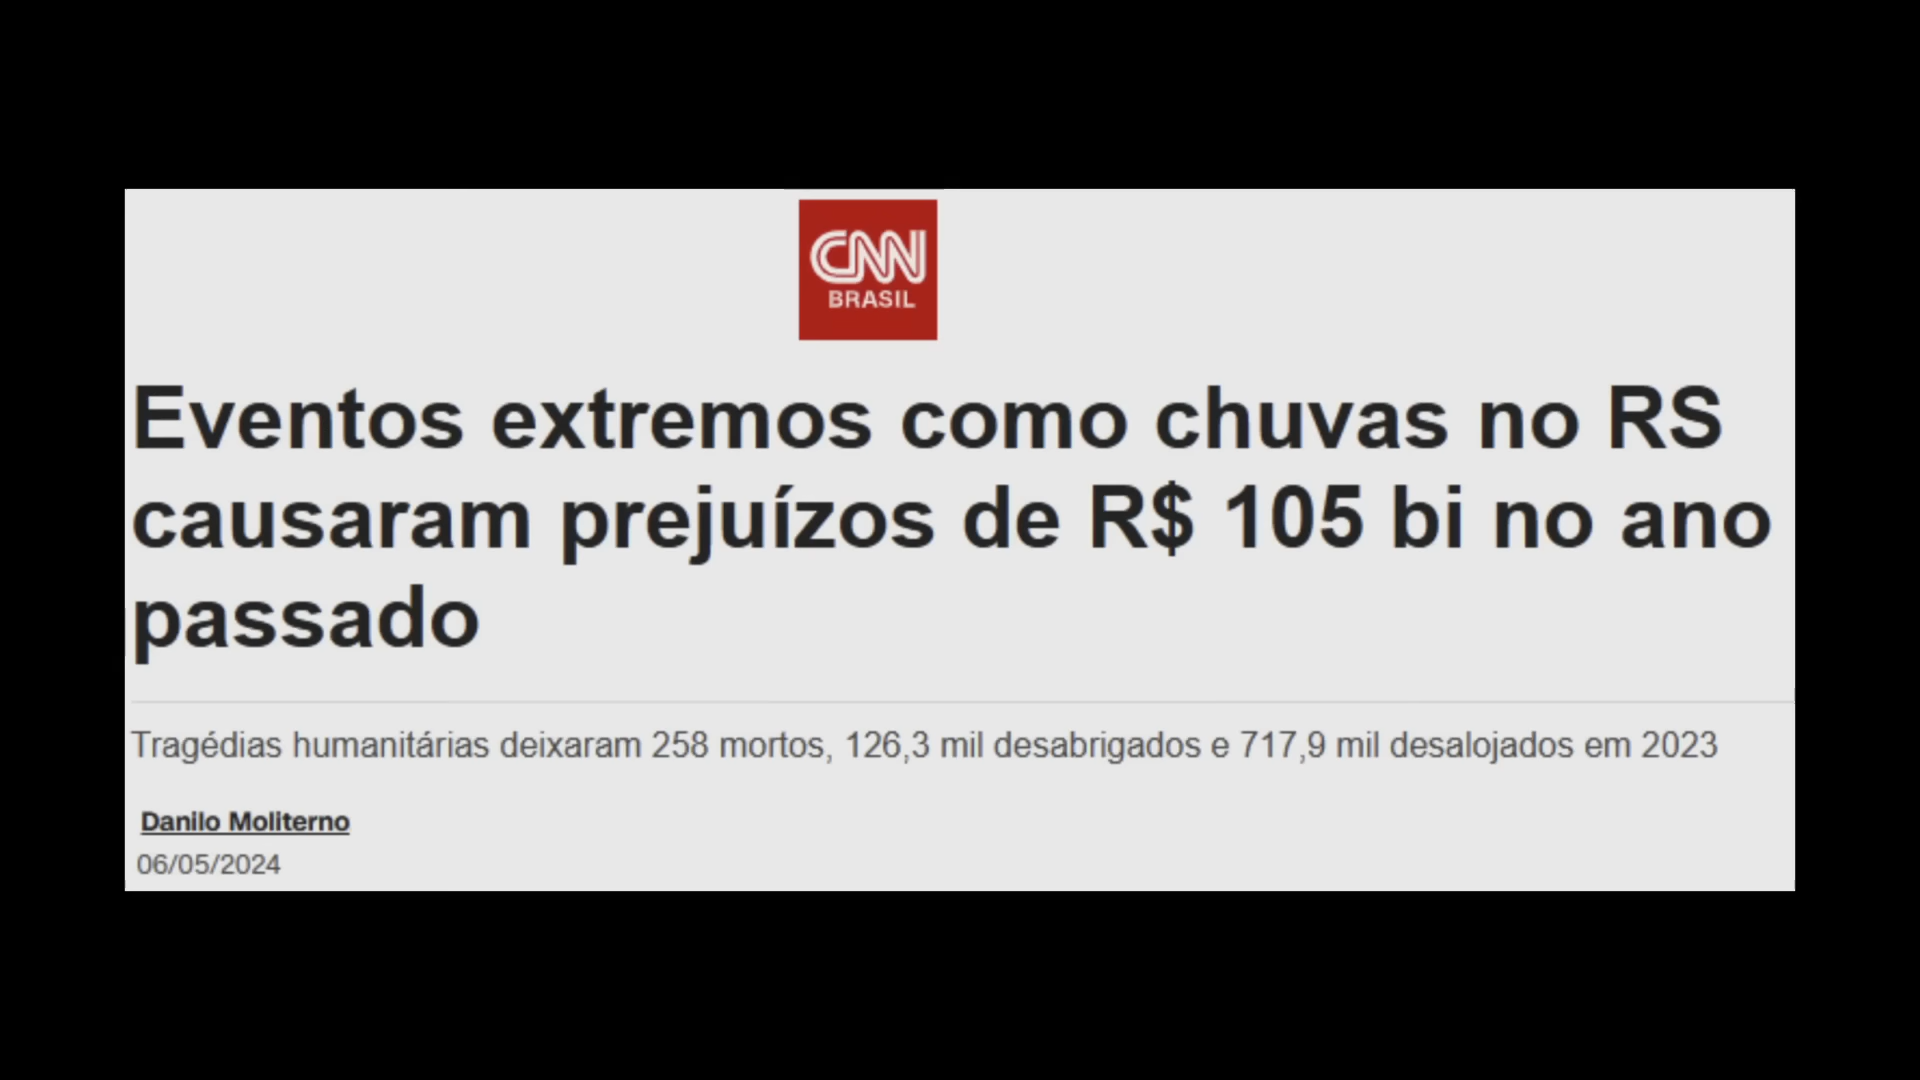 CNN
BRASIL
Eventos extremos como chuvas no RS
causaram prejuízos de R$ 105 bi no ano
passado
Tragédias humanitárias deixaram 258 mortos, 126,3 mil desabrigados e 717,9 mil desalojados em 2023
Danilo Moliterno
06/05/2024